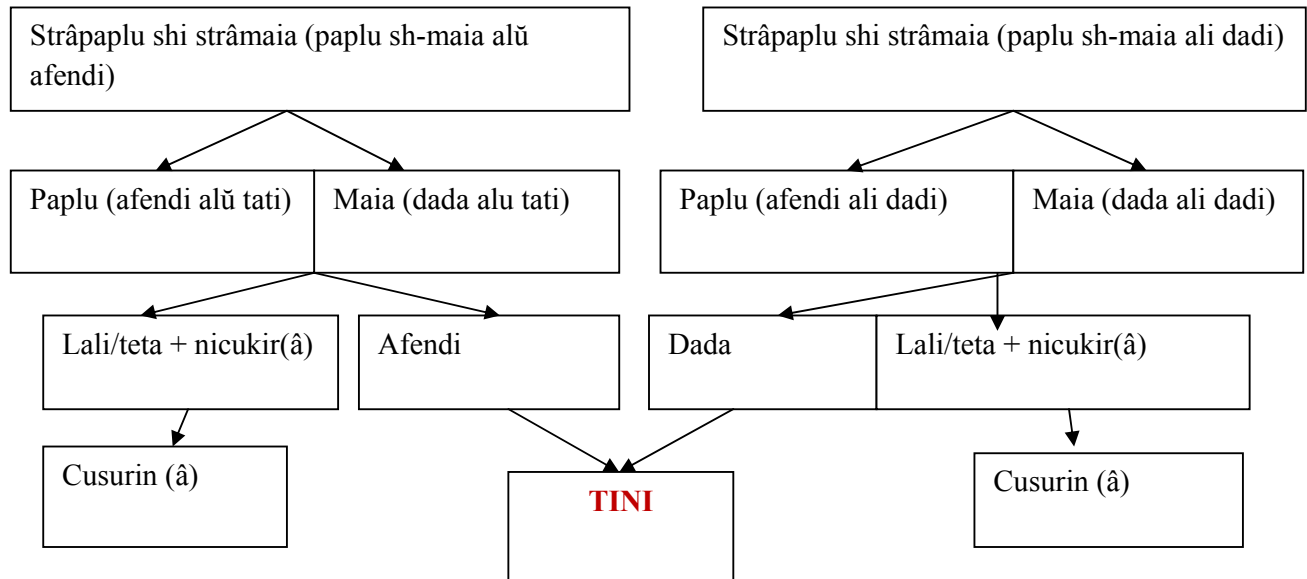 Strâpaplu shi strâmaia (paplu sh-maia alŭ
afendi)
Strâpaplu shi strâmaia (paplu sh-maia ali dadi)
Paplu (afendi alŭ tati)
Maia (dada alu tati)
Paplu (afendi ali dadi)
Maia (dada ali dadi)
Lali/teta + nicukir(â)
Afendi
Dada
Lali/teta + nicukir(â)
Cusurin (â)
TINI
Cusurin (â)